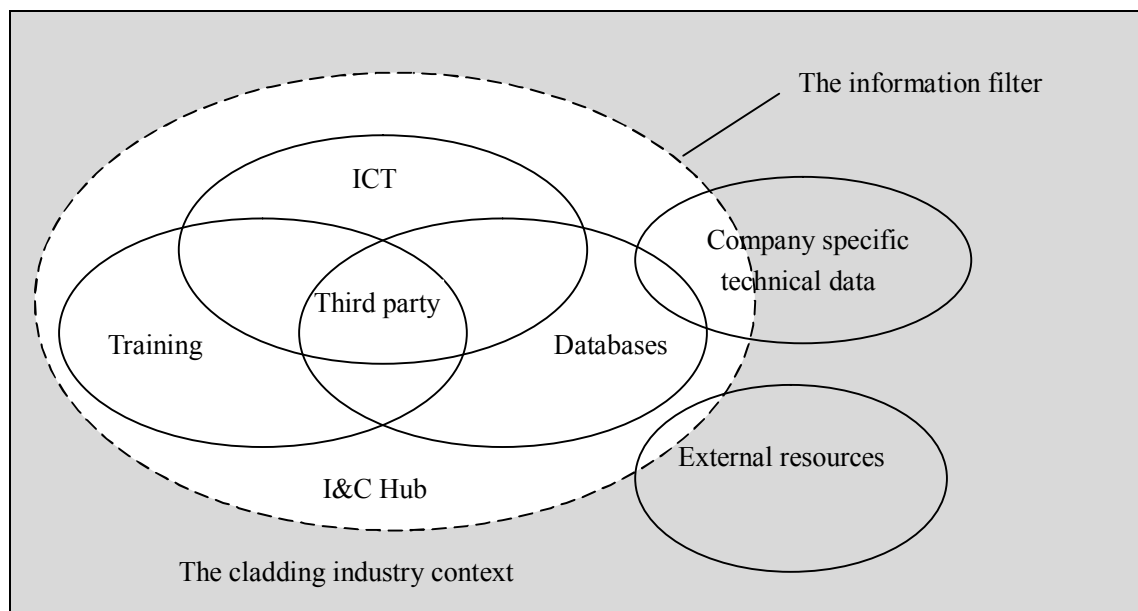 The information filter
ICT
Company specific
technical data
Third party
Training
Databases
External resources
I&C Hub
The cladding industry context